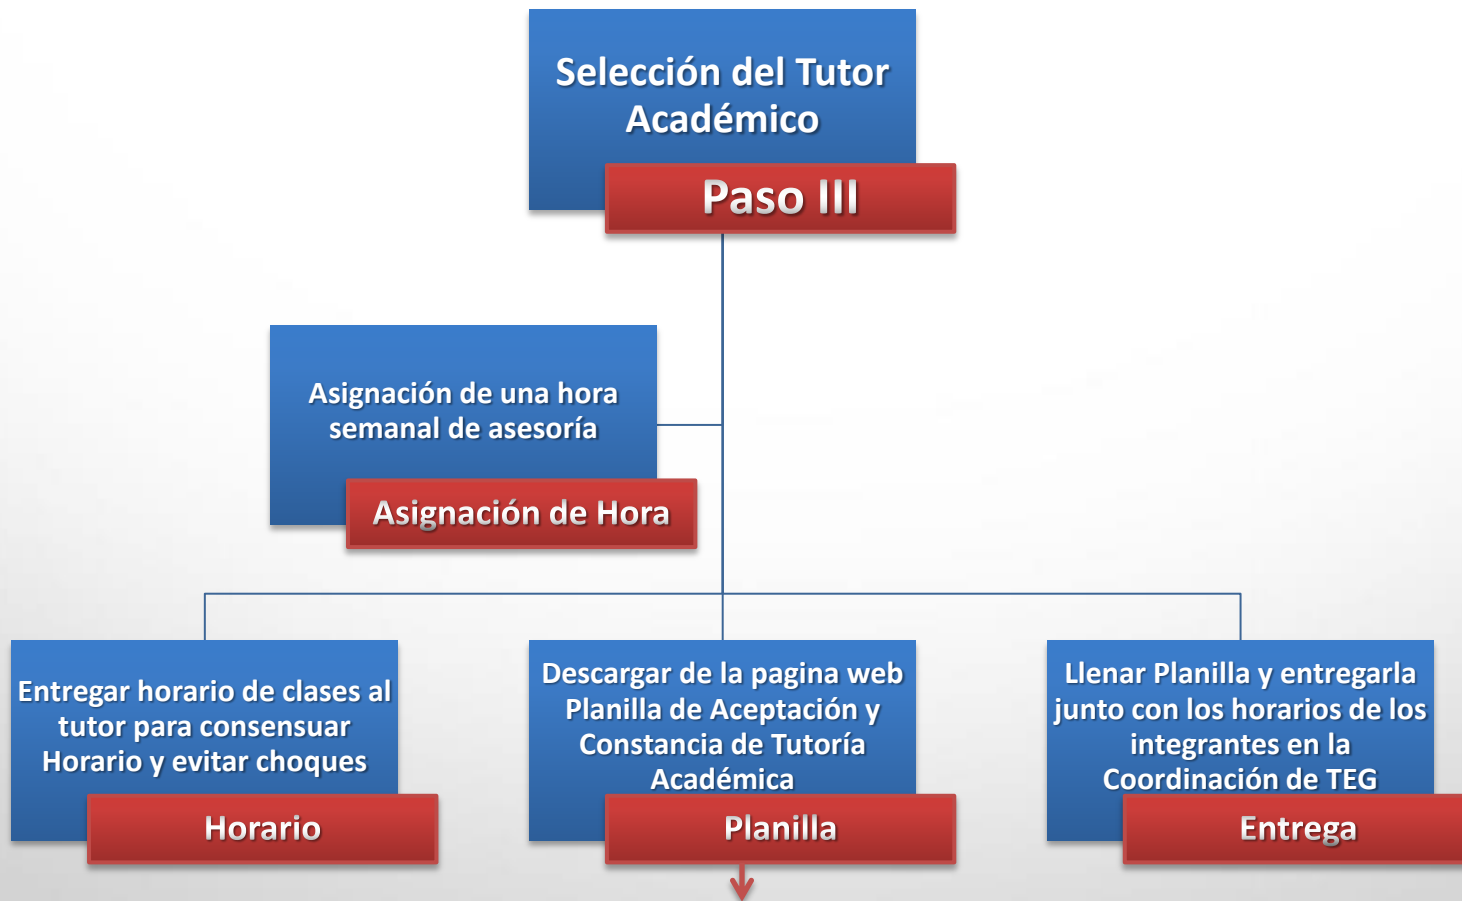 Selección del Tutor
Académico
Paso III
Asignación de una hora
semanal de asesoría
Asignación de Hora
Entregar horario de clases al
tutor para consensuar
Horario y evitar choques
Horario
Descargar de la pagina web
Planilla de Aceptación y
Constancia de Tutoría
Académica
Planilla
Llenar Planilla y entregarla
junto con los horarios de los
integrantes en la
Coordinación de TEG
Entrega